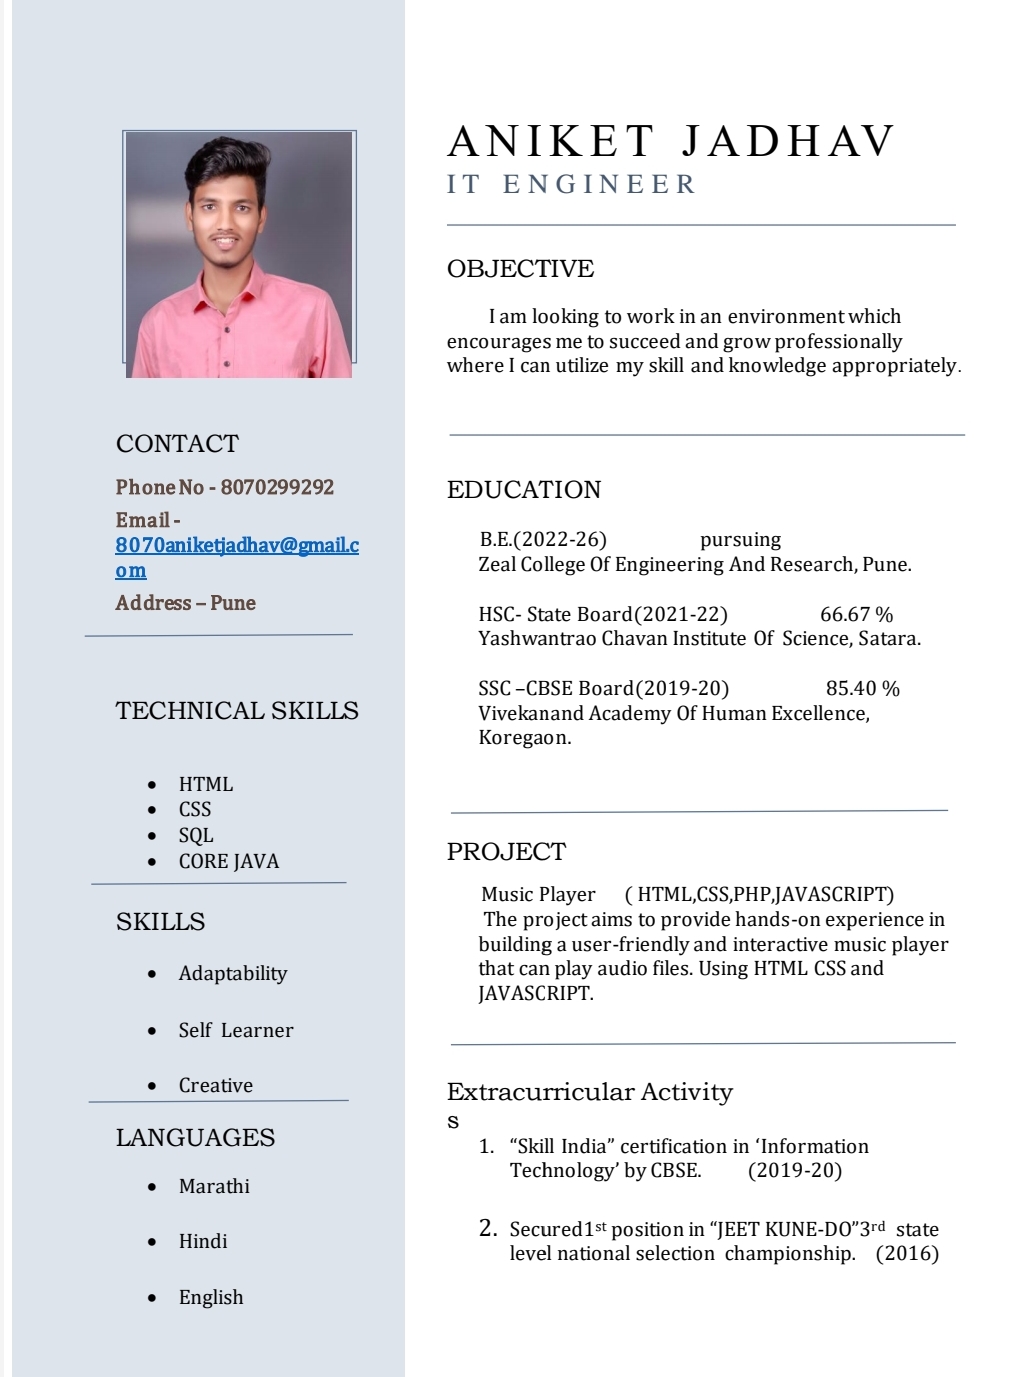 ANIKET JADHAV
IT ENGINEER
OBJECTIVE
I am looking to work in an environment which
encourages me to succeed and grow professionally
where I can utilize my skill and knowledge appropriately.
CONTACT
Phone No - 8070299292
Email -
8070aniketjadhav@gmail.c
om
Address – Pune
TECHNICAL SKILLS
• HTML
• CSS
• SQL
• CORE JAVA
SKILLS
• Adaptability
• Self Learner
• Creative
LANGUAGES
• Marathi
• Hindi
• English
EDUCATION
B.E.(2022-26) pursuing
Zeal College Of Engineering And Research, Pune.
HSC- State Board(2021-22) 66.67 %
Yashwantrao Chavan Institute Of Science, Satara.
SSC –CBSE Board(2019-20) 85.40 %
Vivekanand Academy Of Human Excellence,
Koregaon.
PROJECT
Music Player ( HTML,CSS,PHP,JAVASCRIPT)
The project aims to provide hands-on experience in
building a user-friendly and interactive music player
that can play audio files. Using HTML CSS and
JAVASCRIPT.
Extracurricular Activity
s
1. “Skill India” certification in ‘Information
Technology’ by CBSE. (2019-20)
2. Secured1st position in “JEET KUNE-DO”3rd state
level national selection championship. (2016)